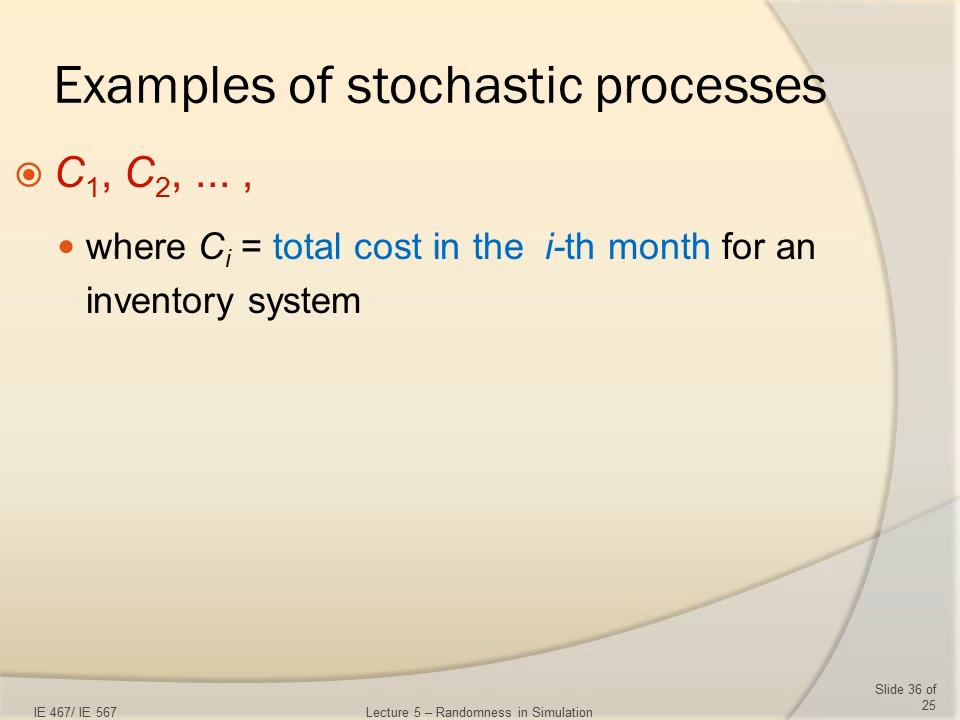 Examples of stochastic processes
C1, C2, ... ,
where Ci = total cost in the i-th month for an
inventory system
Slide 36 of
25
IE 467/ IE 567
Lecture 5 – Randomness in Simulation